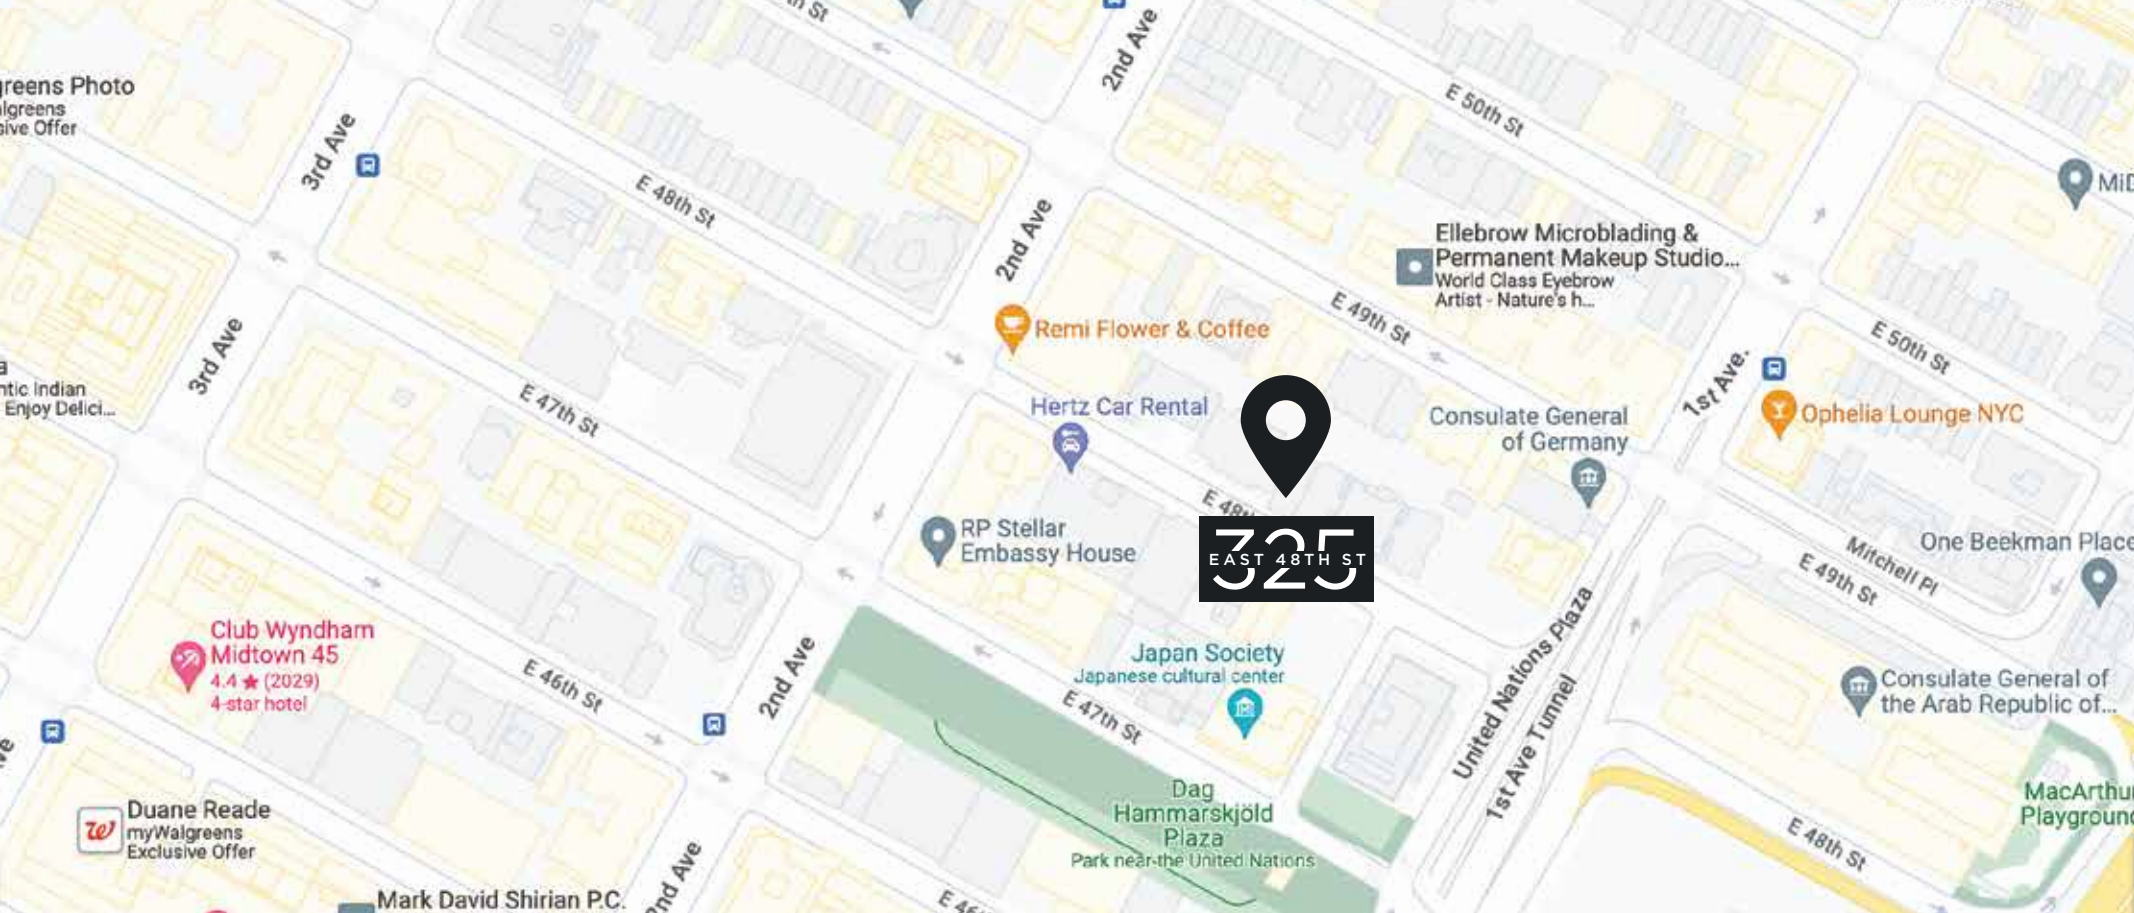 2nd Ave
greens Photo
lgreens
sive Offer
3rd Ave
E 50th St
E 48th St
2nd Ave
Ellebrow Microblading &
Permanent Makeup Studio...
World Class Eyebrow
Artist - Nature's h...
Remi Flower & Coffee
E 49th St
E 50th St
3rd Ave
ntic Indian
Enjoy Delici...
E 47th St
Hertz Car Rental
1st Ave.
Consulate General
of Germany
Ophelia Lounge NYC
E 48th
RP Stellar
Embassy House
325
EAST 48TH ST
Mitchell Pl
E 49th St
One Beekman Place
Club Wyndham
Midtown 45
4.4 ★ (2029)
4-star hotel
E 46th St
2nd Ave
Japan Society
Japanese cultural center
E 47th St
United Nations Plaza
1st Ave Tunnel
Consulate General of
the Arab Republic of...
Dag
Hammarskjöld
Plaza
Park near the United Nations
MacArthur
Playground
E 48th St
Duane Reade
myWalgreens
Exclusive Offer
2nd Ave
Mark David Shirian P.C.